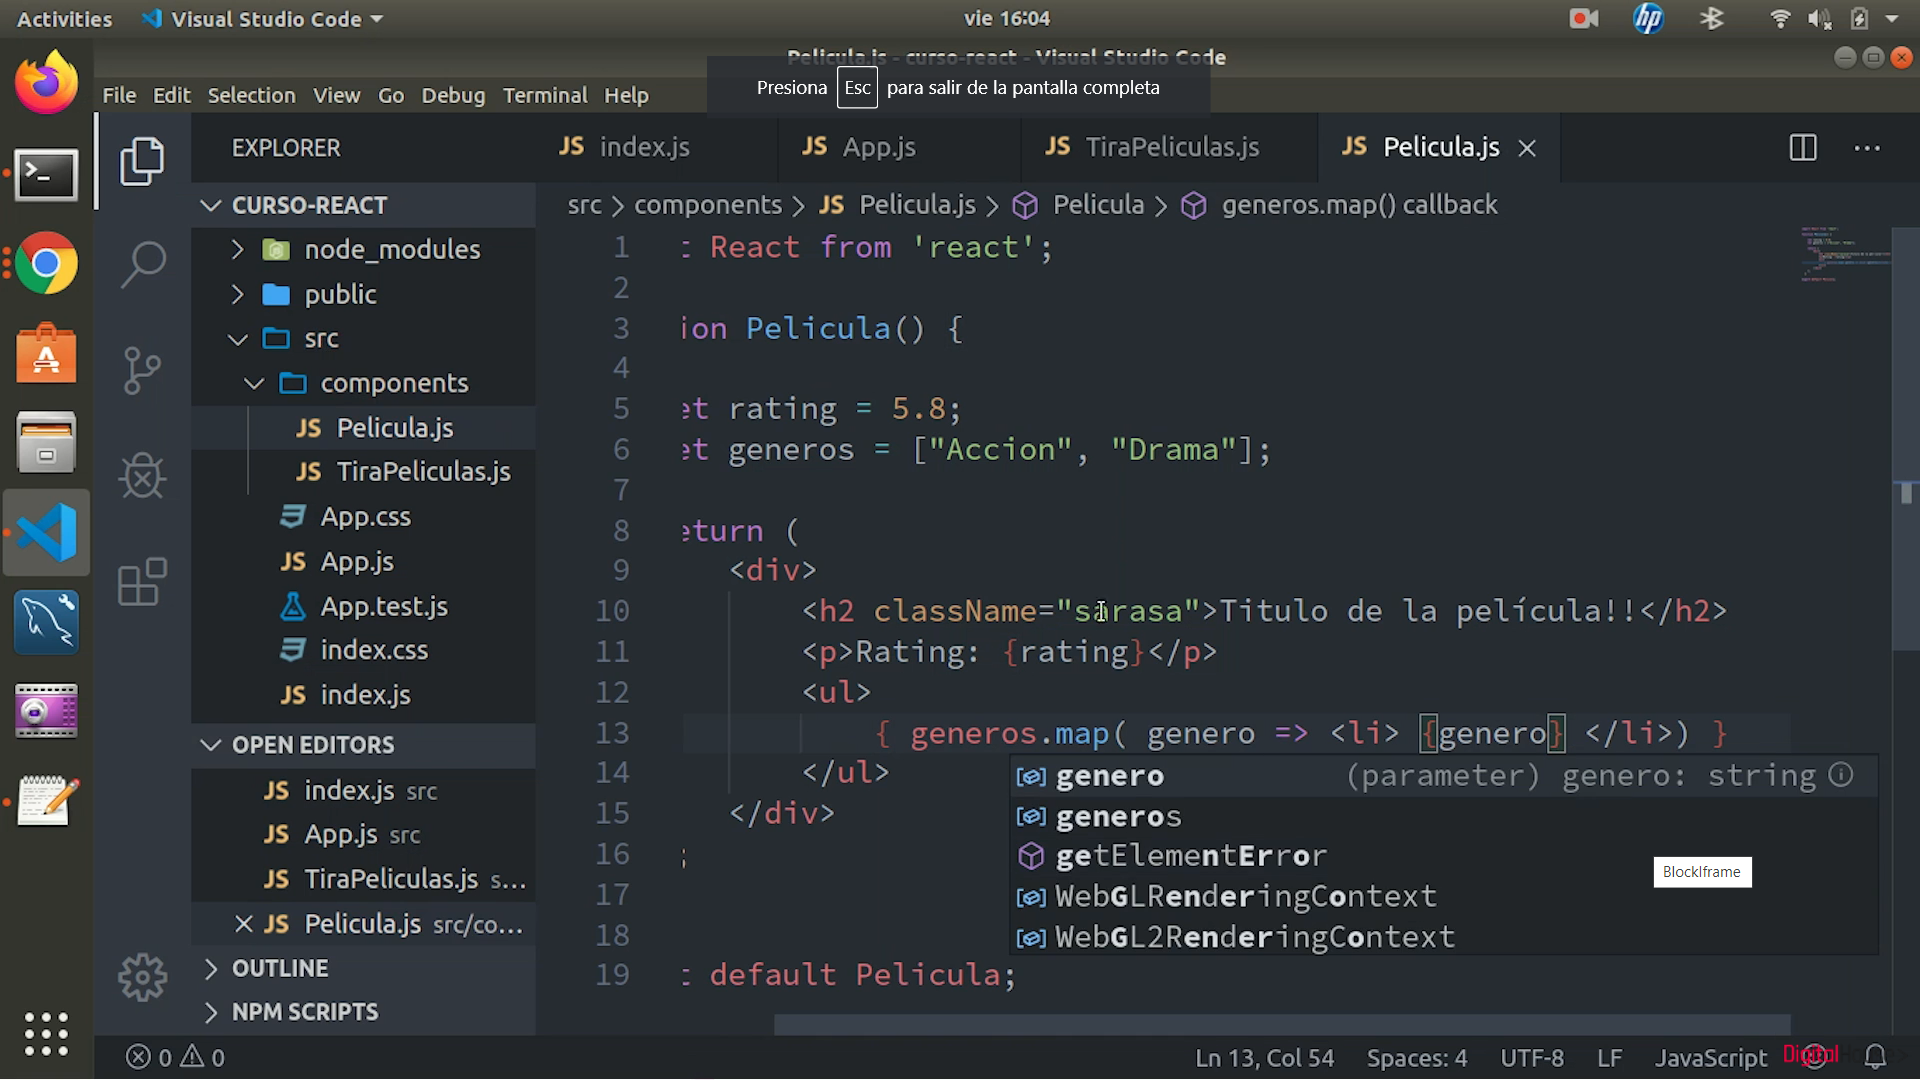 Activities Visual Studio Code vie 16:04
Pelicula.js - curso-react - Visual Studio Code
Presiona Esc para salir de la pantalla completa
File Edit Selection View Go Debug Terminal Help
EXPLORER
JS index.js JS App.js JS TiraPeliculas.js JS Pelicula.js
src > components > JS Pelicula.js > Pelicula > generos.map() callback
CURSO-REACT
node_modules
public
src
components
JS Pelicula.js
JS TiraPeliculas.js
App.css
JS App.js
App.test.js
index.css
JS index.js
OPEN EDITORS
JS index.js src
JS App.js src
JS TiraPeliculas.js s...
JS Pelicula.js src/co...
OUTLINE
NPM SCRIPTS
1 React from 'react';
2
3 ion Pelicula() {
4
5 et rating = 5.8;
6 et generos = ["Accion", "Drama"];
7
8 eturn (
9 <div>
10 <h2 className="sarasa">Titulo de la película!!</h2>
11 <p>Rating: {rating}</p>
12 <ul>
13 { generos.map( genero => <li> {genero} </li>) }
14 </ul>
15 </div>
16 ;
17
18
19 default Pelicula;
genero (parameter) genero: string
generos
getElementError
WebGLRenderingContext
WebGL2RenderingContext
BlockIframe
0 0 Ln 13, Col 54 Spaces: 4 UTF-8 LF JavaScript